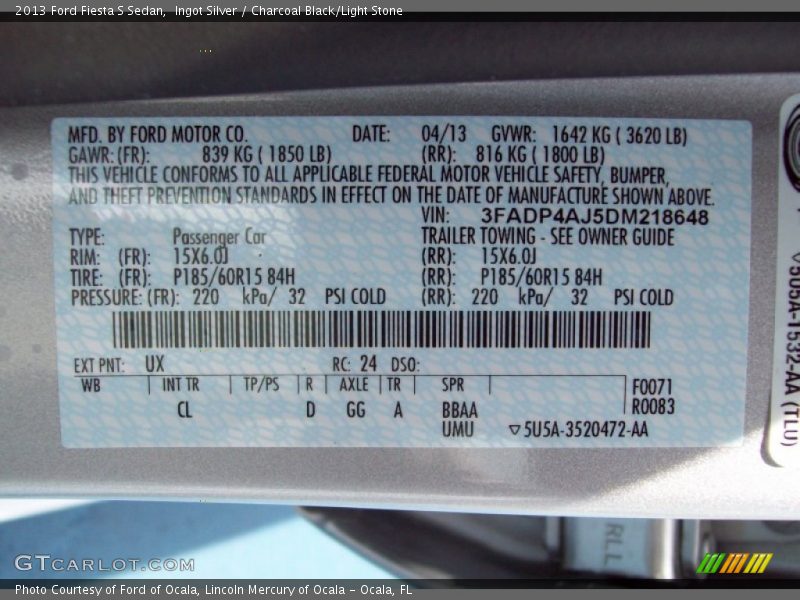 2013 Ford Fiesta S Sedan, Ingot Silver / Charcoal Black/Light Stone
MFD. BY FORD MOTOR CO. DATE: 04/13 GVWR: 1642 KG ( 3620 LB)
GAWR: (FR): 839 KG ( 1850 LB) (RR): 816 KG ( 1800 LB)
THIS VEHICLE CONFORMS TO ALL APPLICABLE FEDERAL MOTOR VEHICLE SAFETY, BUMPER,
AND THEFT PREVENTION STANDARDS IN EFFECT ON THE DATE OF MANUFACTURE SHOWN ABOVE.
VIN: 3FADP4AJ5DM218648
TYPE: Passenger Car TRAILER TOWING - SEE OWNER GUIDE
RIM: (FR): 15X6.0J (RR): 15X6.0J
TIRE: (FR): P185/60R15 84H (RR): P185/60R15 84H
PRESSURE: (FR): 220 kPa/ 32 PSI COLD (RR): 220 kPa/ 32 PSI COLD
EXT PNT: UX RC: 24 DSO:
WB INT TR TP/PS R AXLE TR SPR F0071
CL D GG A BBAA R0083
UMU ▽5U5A-3520472-AA
▽5U5A-1532-AA (TLU)
RLL
GTCARLOT.COM
Photo Courtesy of Ford of Ocala, Lincoln Mercury of Ocala – Ocala, FL